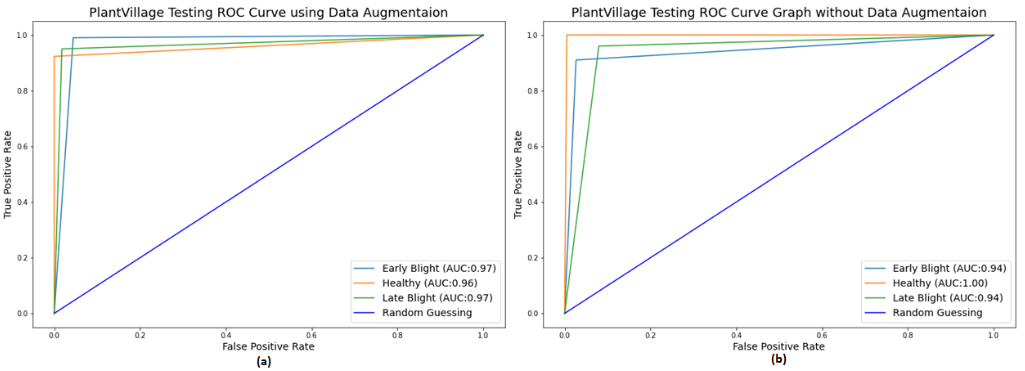 PlantVillage Testing ROC Curve using Data Augmentaion
1.0
0.8
0.6
0.4
0.2
0.0
True Positive Rate
Early Blight (AUC:0.97)
Healthy (AUC:0.96)
Late Blight (AUC:0.97)
Random Guessing
0.0 0.2 0.4 0.6 0.8 1.0
False Positive Rate
(a)
PlantVillage Testing ROC Curve Graph without Data Augmentaion
1.0
0.8
0.6
0.4
0.2
0.0
True Positive Rate
Early Blight (AUC:0.94)
Healthy (AUC:1.00)
Late Blight (AUC:0.94)
Random Guessing
0.0 0.2 0.4 0.6 0.8 1.0
False Positive Rate
(b)